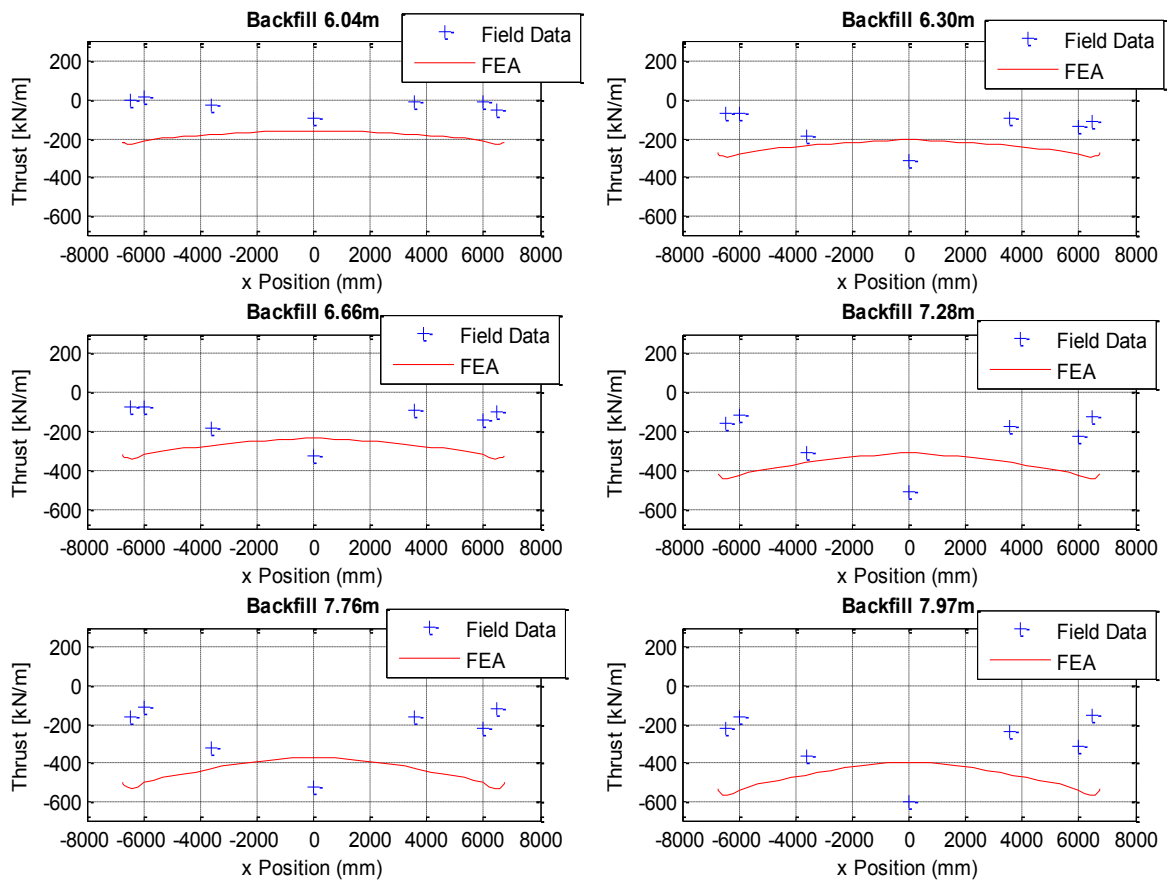 Backfill 6.04m
Field Data
FEA
Thrust [kN/m]
200
0
-200
-400
-600
-8000 -6000 -4000 -2000 0 2000 4000 6000 8000
x Position (mm)
Backfill 6.30m
Field Data
FEA
Thrust [kN/m]
200
0
-200
-400
-600
-8000 -6000 -4000 -2000 0 2000 4000 6000 8000
x Position (mm)
Backfill 6.66m
Field Data
FEA
Thrust [kN/m]
200
0
-200
-400
-600
-8000 -6000 -4000 -2000 0 2000 4000 6000 8000
x Position (mm)
Backfill 7.28m
Field Data
FEA
Thrust [kN/m]
200
0
-200
-400
-600
-8000 -6000 -4000 -2000 0 2000 4000 6000 8000
x Position (mm)
Backfill 7.76m
Field Data
FEA
Thrust [kN/m]
200
0
-200
-400
-600
-8000 -6000 -4000 -2000 0 2000 4000 6000 8000
x Position (mm)
Backfill 7.97m
Field Data
FEA
Thrust [kN/m]
200
0
-200
-400
-600
-8000 -6000 -4000 -2000 0 2000 4000 6000 8000
x Position (mm)